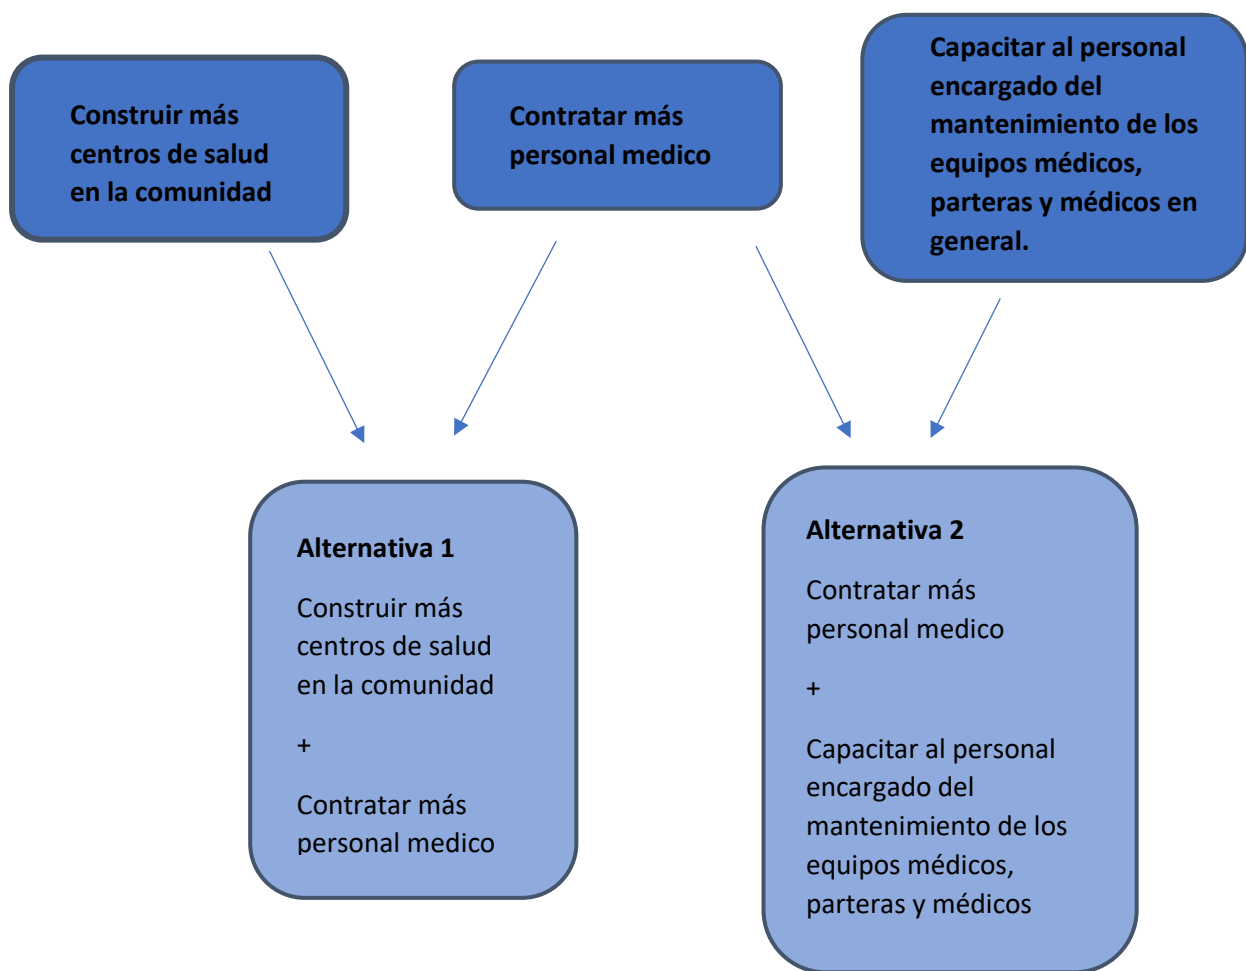 Construir más
centros de salud
en la comunidad
Contratar más
personal medico
Capacitar al personal
encargado del
mantenimiento de los
equipos médicos,
parteras y médicos en
general.
Alternativa 1
Construir más
centros de salud
en la comunidad
+
Contratar más
personal medico
Alternativa 2
Contratar más
personal medico
+
Capacitar al personal
encargado del
mantenimiento de los
equipos médicos,
parteras y médicos